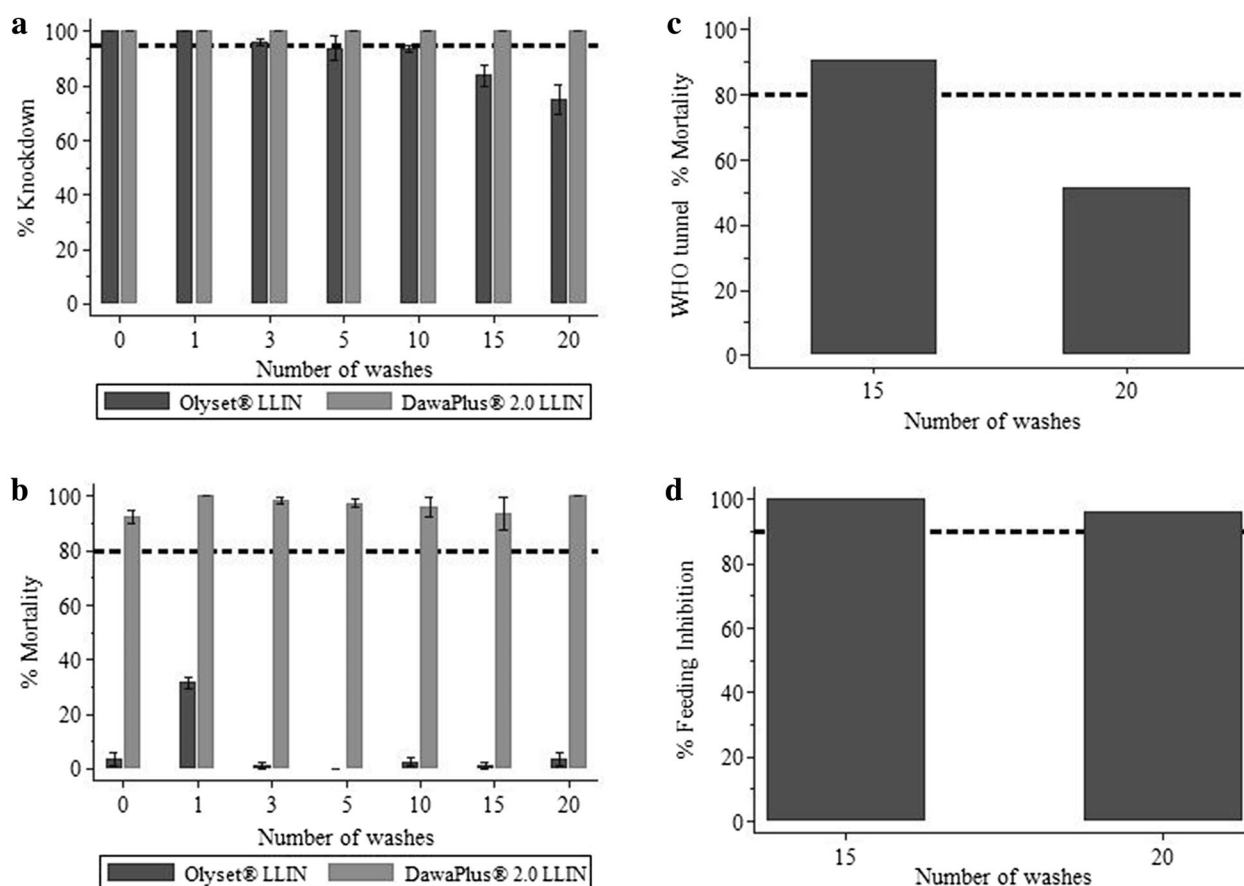 a
100
80
60
40
20
0
% Knockdown
0 1 3 5 10 15 20
Number of washes
Olyset® LLIN DawaPlus® 2.0 LLIN
b
100
80
60
40
20
0
% Mortality
0 1 3 5 10 15 20
Number of washes
Olyset® LLIN DawaPlus® 2.0 LLIN
c
100
80
60
40
20
0
WHO tunnel % Mortality
15 20
Number of washes
d
100
80
60
40
20
0
% Feeding Inhibition
15 20
Number of washes